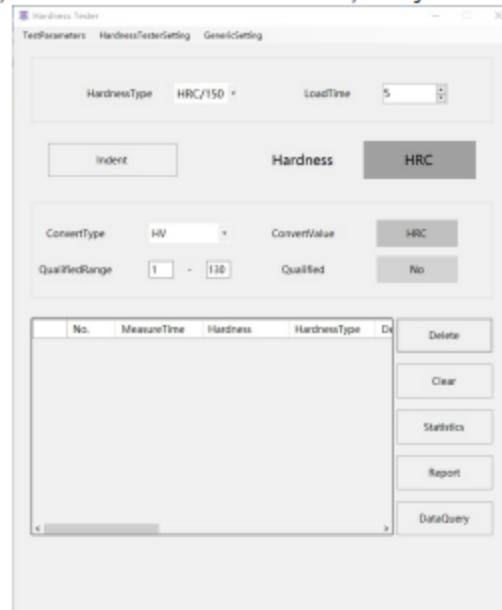 Hardness Tester
TestParameters HardnessTesterSetting GenericSetting
HardnessType HRC/150 LoadTime 5
Indent Hardness HRC
ConvertType HV ConvertValue HRC
QualifiedRange 1 - 130 Qualified No
No. MeasureTime Hardness HardnessType De
Delete
Clear
Statistics
Report
DataQuery